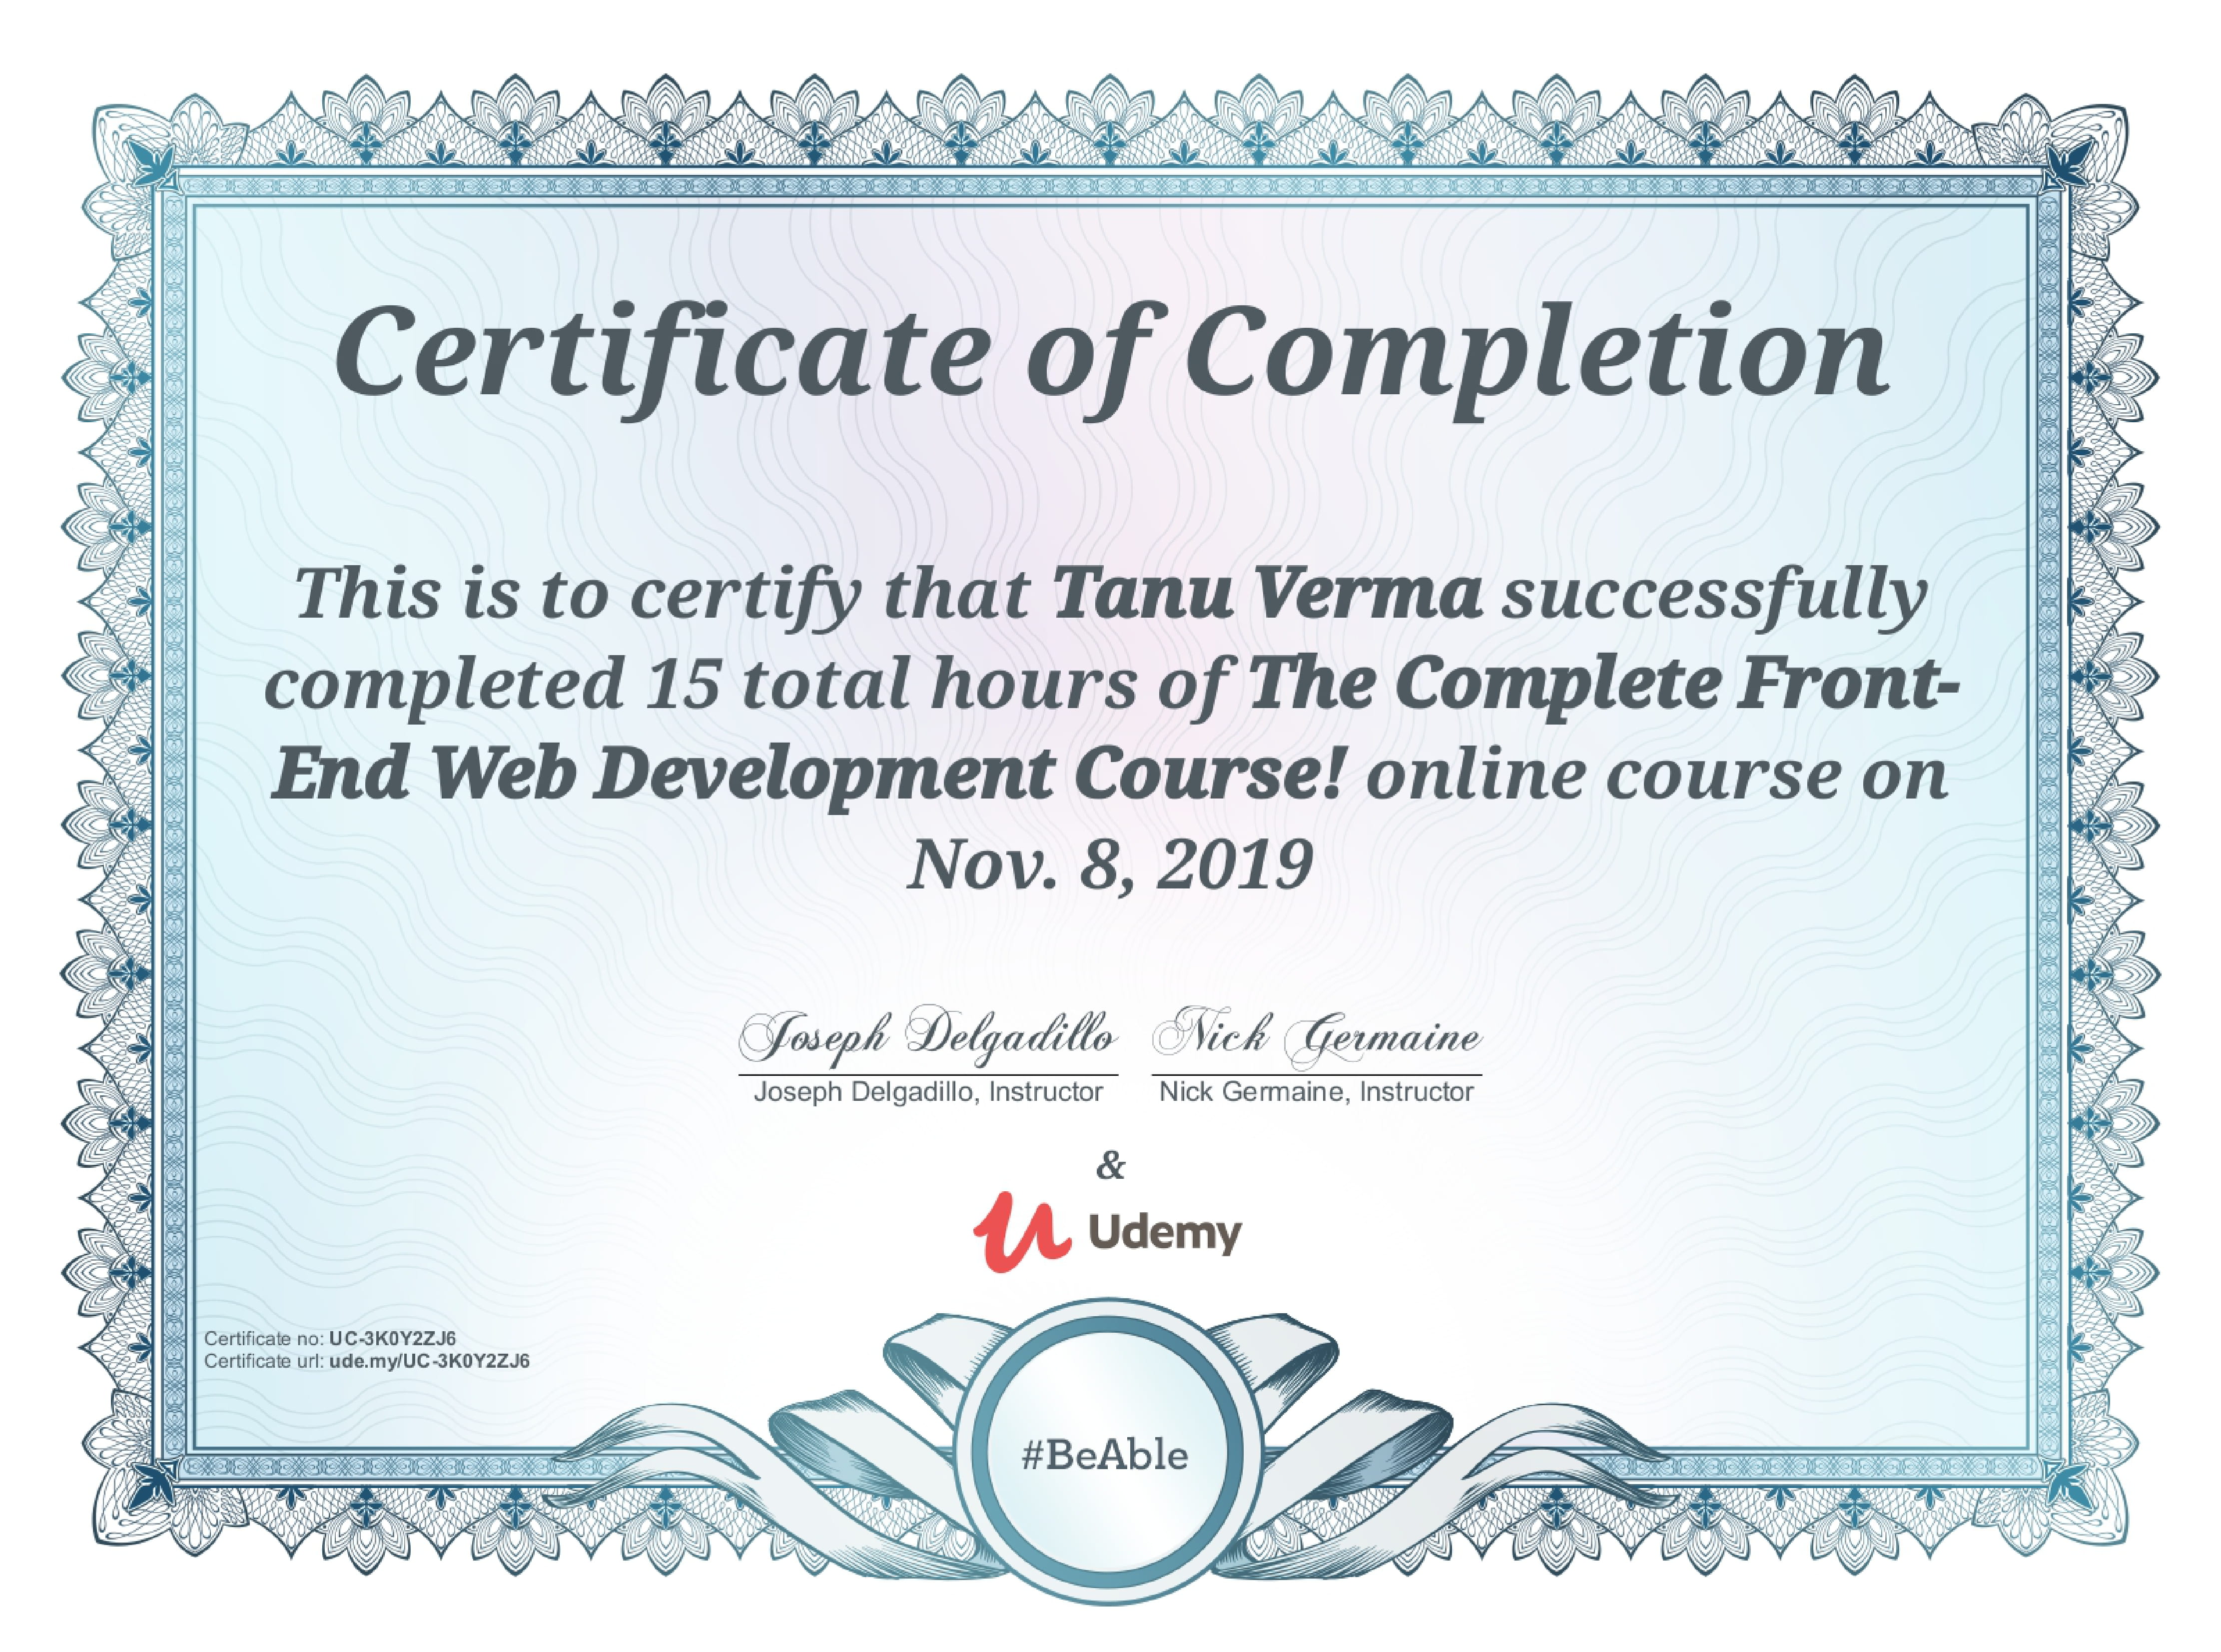 Certificate of Completion
This is to certify that Tanu Verma successfully
completed 15 total hours of The Complete Front-
End Web Development Course! online course on
Nov. 8, 2019
Joseph Delgadillo Nick Germaine
Joseph Delgadillo, Instructor Nick Germaine, Instructor
&
Udemy
Certificate no: UC-3K0Y2ZJ6
Certificate url: ude.my/UC-3K0Y2ZJ6
#BeAble